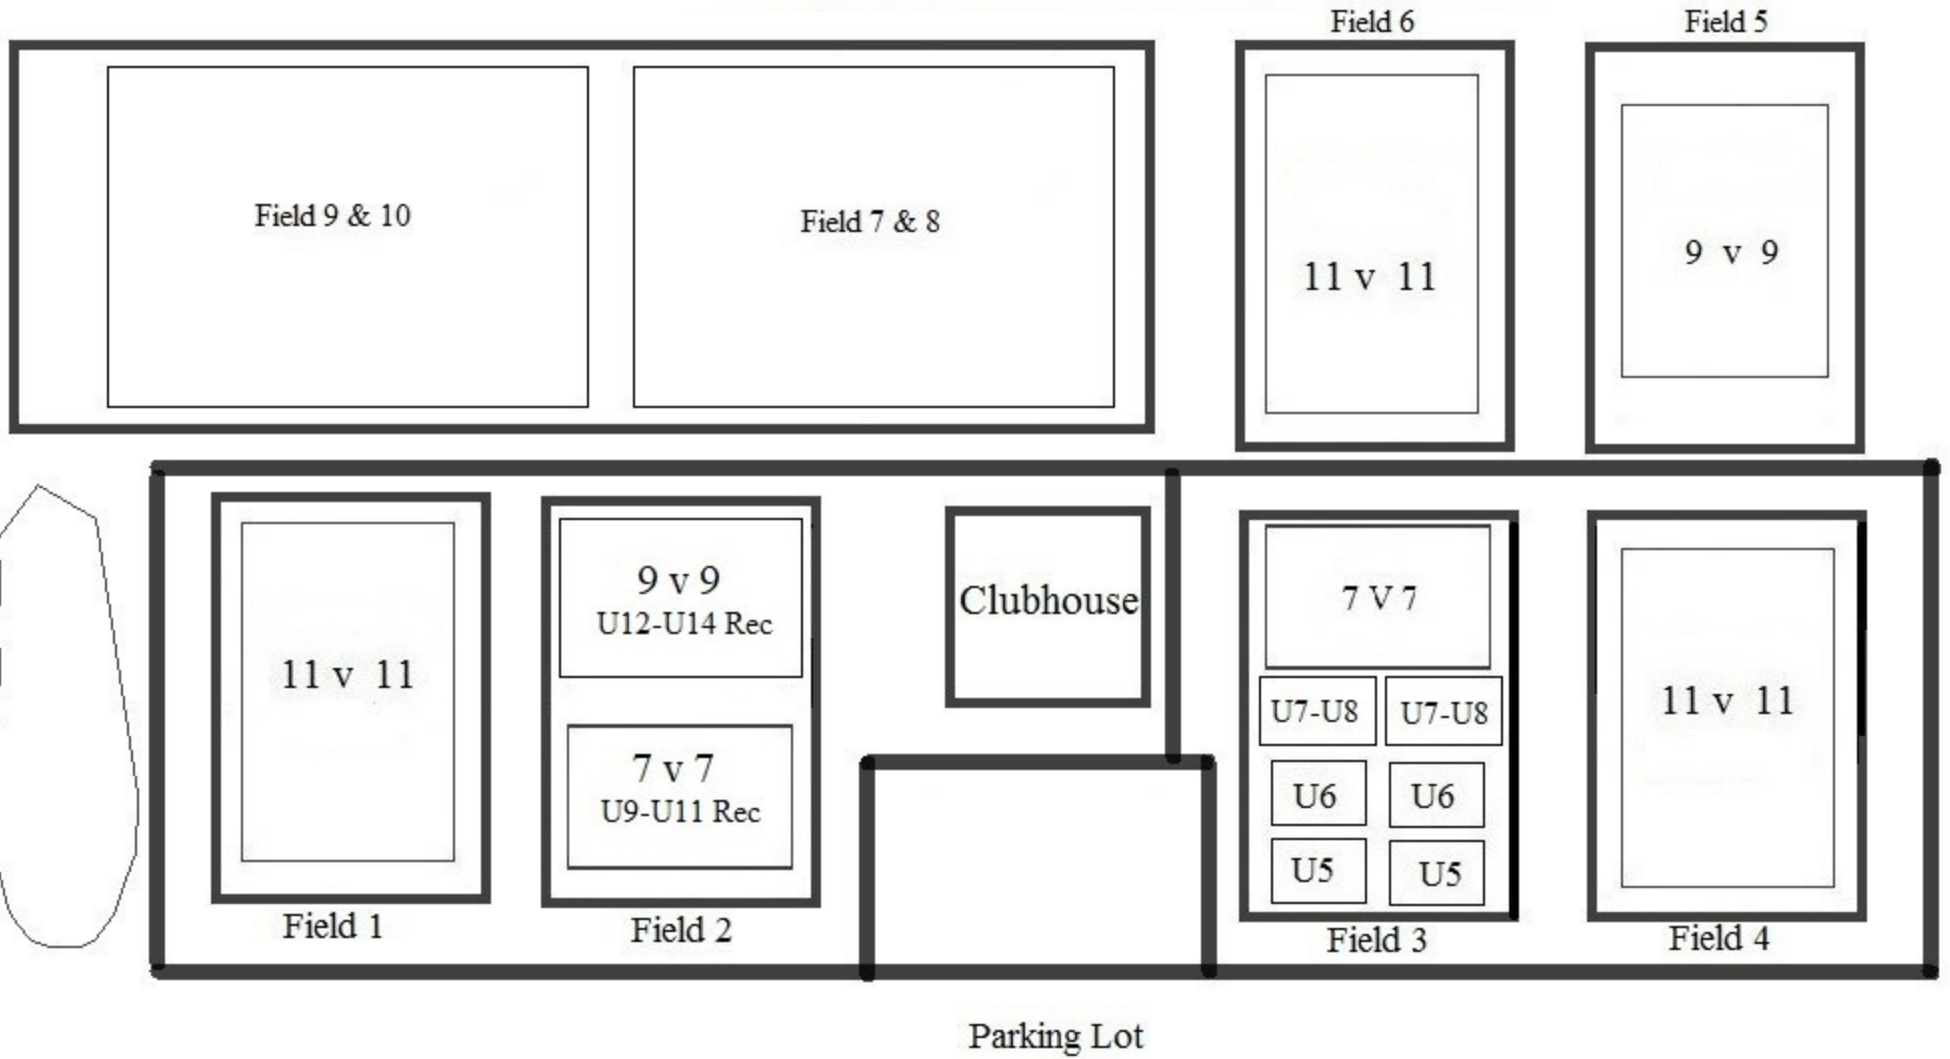 Field 6
Field 5
Field 9 & 10
Field 7 & 8
11 v 11
9 v 9
11 v 11
9 v 9
U12-U14 Rec
7 v 7
U9-U11 Rec
Clubhouse
7 V 7
U7-U8
U7-U8
U6
U6
U5
U5
11 v 11
Field 1
Field 2
Field 3
Field 4
Parking Lot